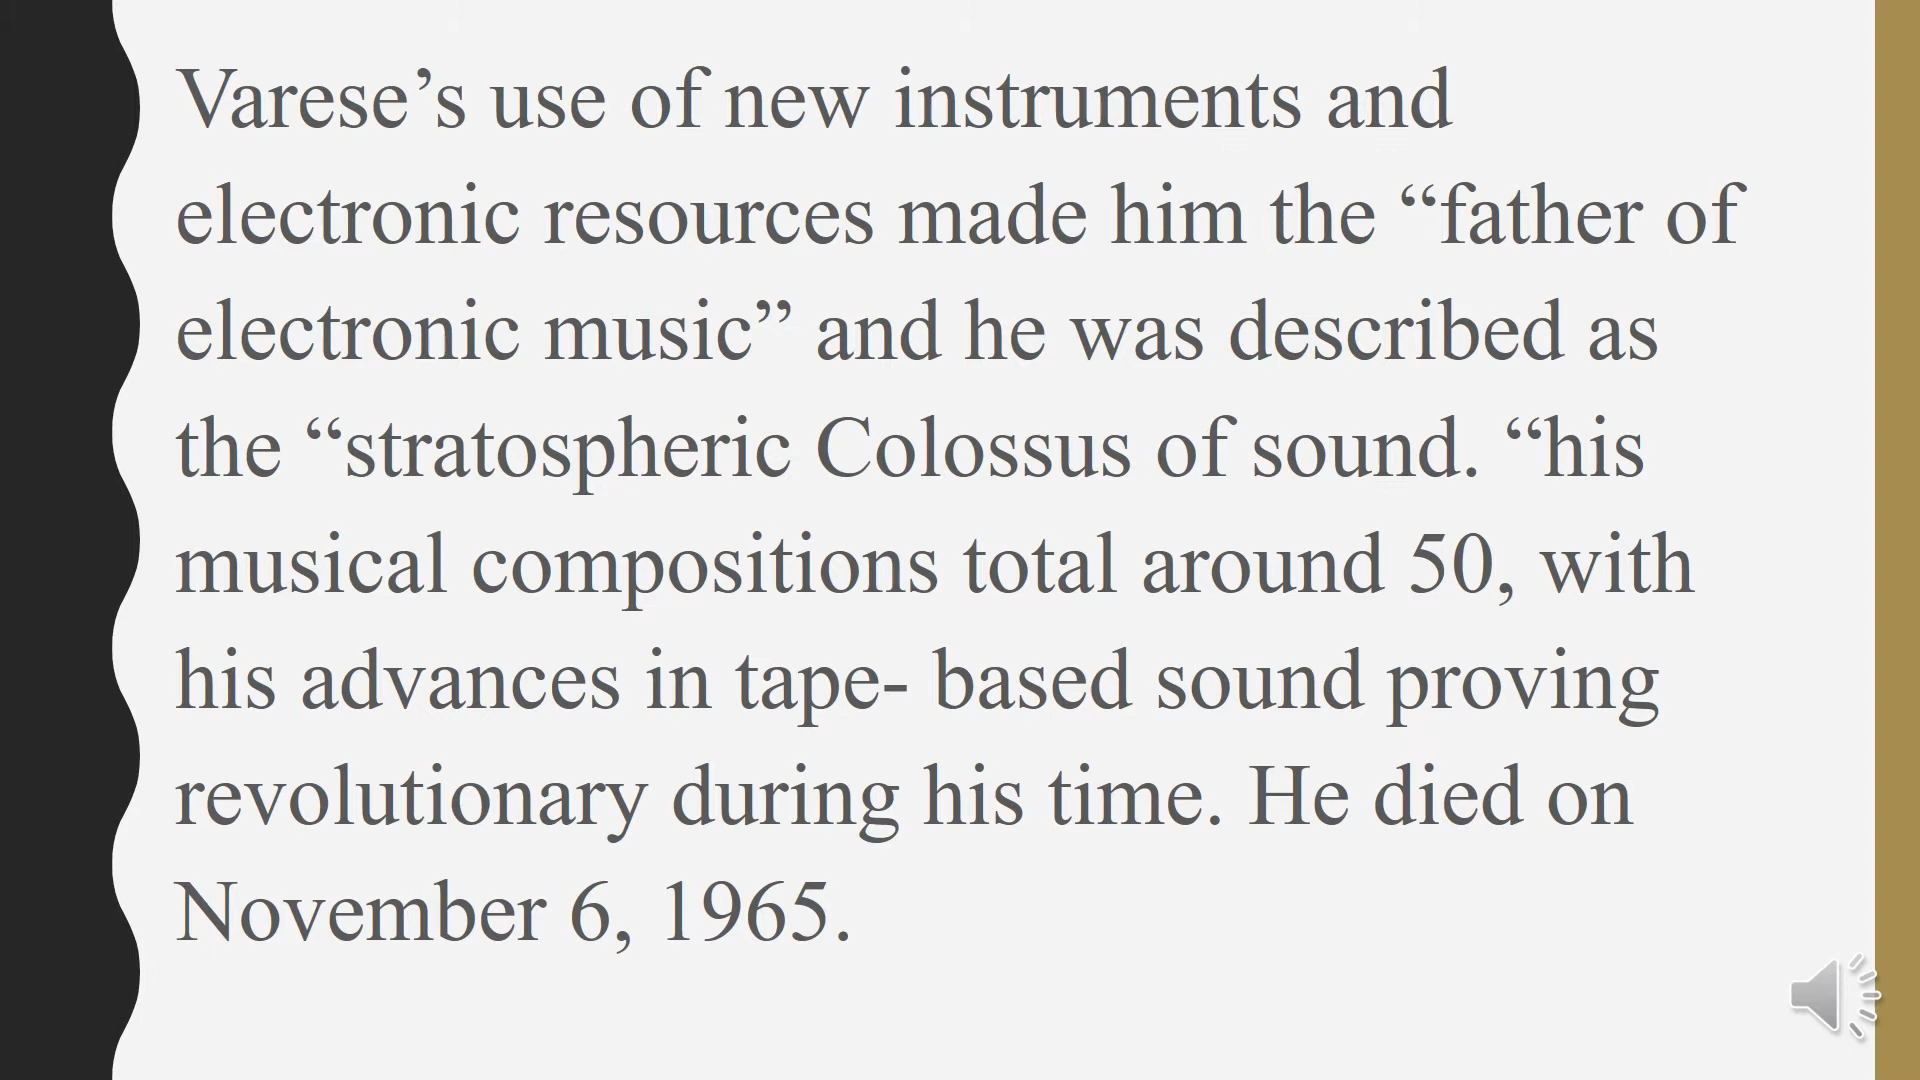 Varese’s use of new instruments and
electronic resources made him the “father of
electronic music” and he was described as
the “stratospheric Colossus of sound. “his
musical compositions total around 50, with
his advances in tape- based sound proving
revolutionary during his time. He died on
November 6, 1965.